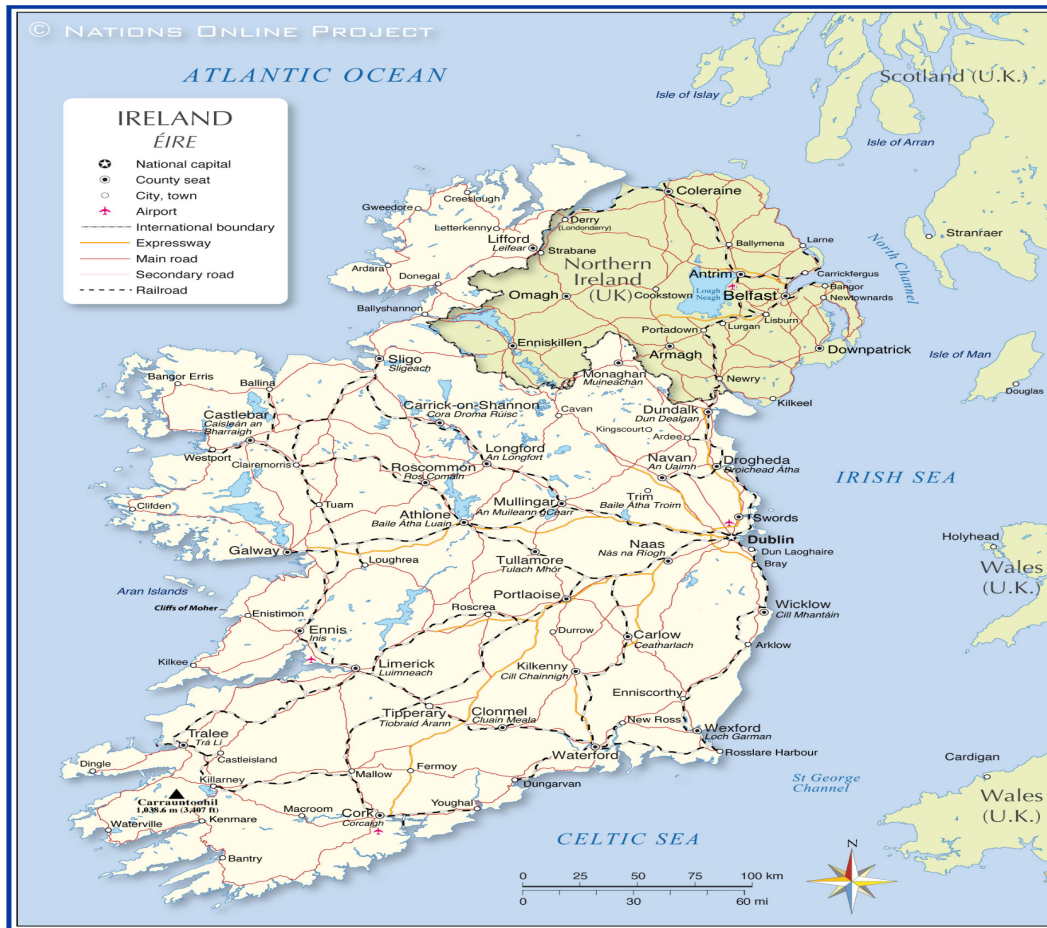 © NATIONS ONLINE PROJECT
ATLANTIC OCEAN
Scotland (U.K.)
Isle of Islay
Isle of Arran
IRELAND
ÉIRE
National capital
County seat
City, town
Airport
International boundary
Expressway
Main road
Secondary road
Railroad
Creeslough
Gweedore
Coleraine
Derry
(Londonderry)
Letterkenny
Lifford
Leifear
Strabane
Ballymena
Larne
Stranraer
North Channel
Northern
Ireland
(UK)
Ardara
Donegal
Antrim
Carrickfergus
Bangor
Lough
Neagh
Belfast
Newtownards
Omagh
Cookstown
Ballyshannon
Lisburn
Lurgan
Portadown
Enniskillen
Armagh
Downpatrick
Isle of Man
Douglas
Sligo
Sligeach
Monaghan
Muineachán
Newry
Kilkeel
Bangor Erris
Ballina
Carrick-on-Shannon
Cora Droma Rúisc
Cavan
Dundalk
Dun Dealgan
Castlebar
Caisleán an
Bharraigh
Kingscourt
Ardee
Westport
Clairemorris
Longford
An Longfort
Navan
An Uaimh
Drogheda
Droichead Átha
IRISH SEA
Roscommon
Ros Comain
Clifden
Tuam
Mullingar
An Muileann gCearr
Trim
Baile Átha Troim
Athlone
Baile Átha Luain
Swords
Galway
Dublin
Holyhead
Dun Laoghaire
Naas
Nás na Ríogh
Loughrea
Tullamore
Tulach Mhór
Bray
Wales
(U.K.)
Aran Islands
Cliffs of Moher
Enistimon
Portlaoise
Roscrea
Wicklow
Cill Mhantáin
Ennis
Inis
Durrow
Carlow
Ceatharlach
Arklow
Kilkee
Limerick
Luimneach
Kilkenny
Cill Chainnigh
Enniscorthy
Tipperary
Tiobraid Árann
Clonmel
Cluain Meala
New Ross
Wexford
Loch Garman
Tralee
Trá Lí
Waterford
Rosslare Harbour
Castleisland
Dingle
Mallow
Fermoy
Cardigan
Killarney
Dungarvan
St George
Channel
Carrauntoohil
1,038.6 m (3,407 ft)
Macroom
Cork
Corcaigh
Youghal
Wales
(U.K.)
Waterville
Kenmare
Bantry
CELTIC SEA
N
0 25 50 75 100 km
0 30 60 mi